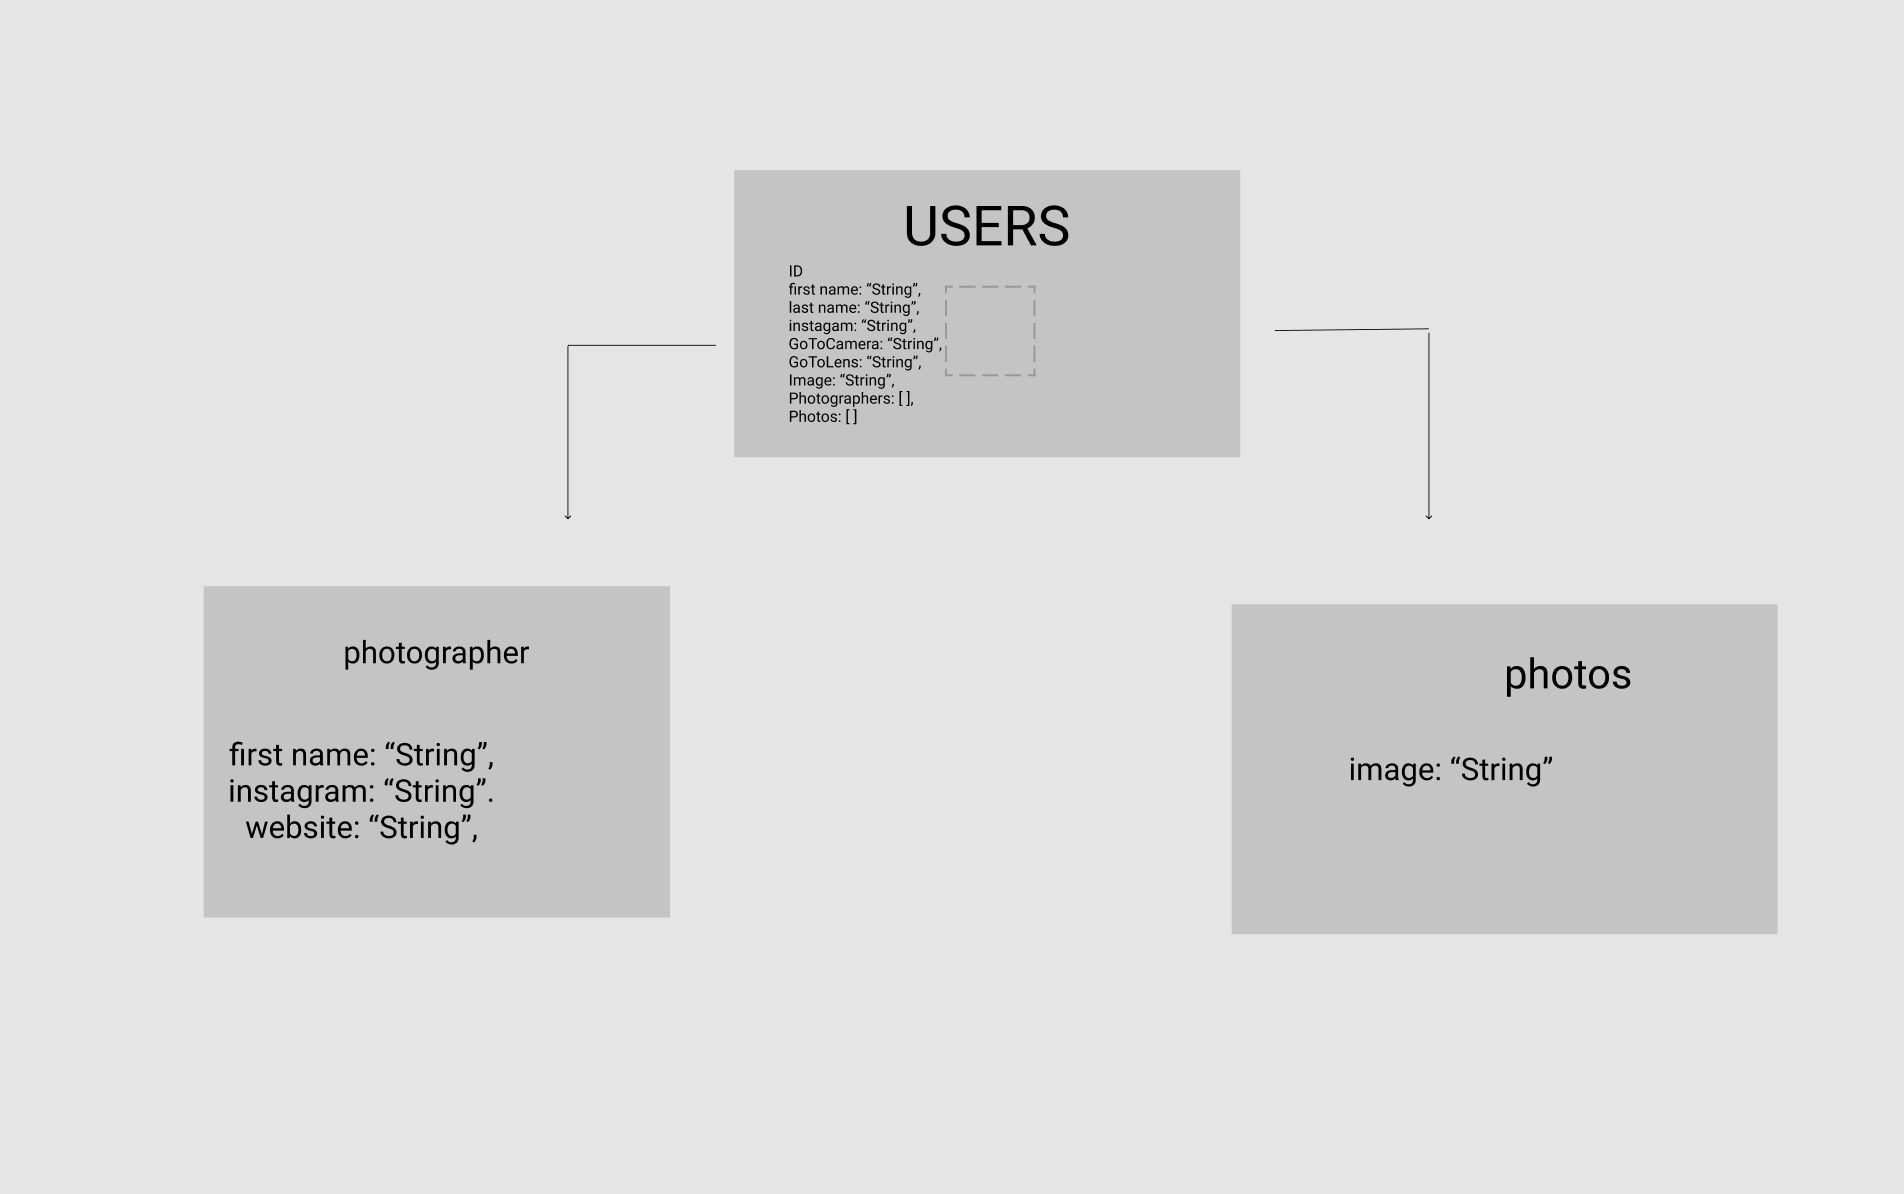 USERS
ID
first name: “String”,
last name: “String”,
instagam: “String”,
GoToCamera: “String”,
GoToLens: “String”,
Image: “String”,
Photographers: [ ],
Photos: [ ]
photographer
first name: “String”,
instagram: “String”.
website: “String”,
photos
image: “String”